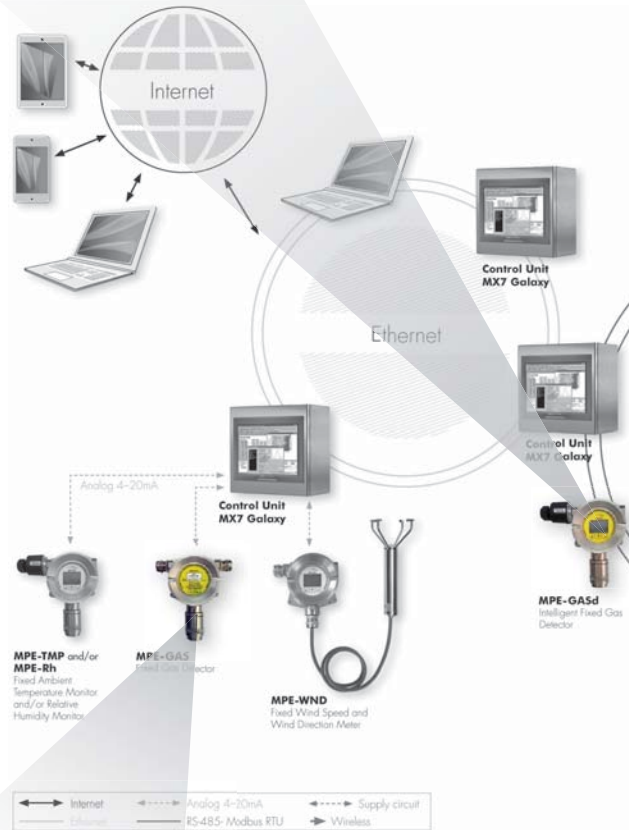 Internet
Control Unit
MX7 Galaxy
Ethernet
Control Unit
MX7 Galaxy
Analog 4–20mA
Control Unit
MX7 Galaxy
MPE-GASd
Intelligent Fixed Gas
Detector
MPE-TMP and/or
MPE-Rh
Fixed Ambient
Temperature Monitor
and/or Relative
Humidity Monitor
MPE-GAS
Fixed Gas Detector
MPE-WND
Fixed Wind Speed and
Wind Direction Meter
Internet Analog 4–20mA Supply circuit
Ethernet RS-485- Modbus RTU Wireless